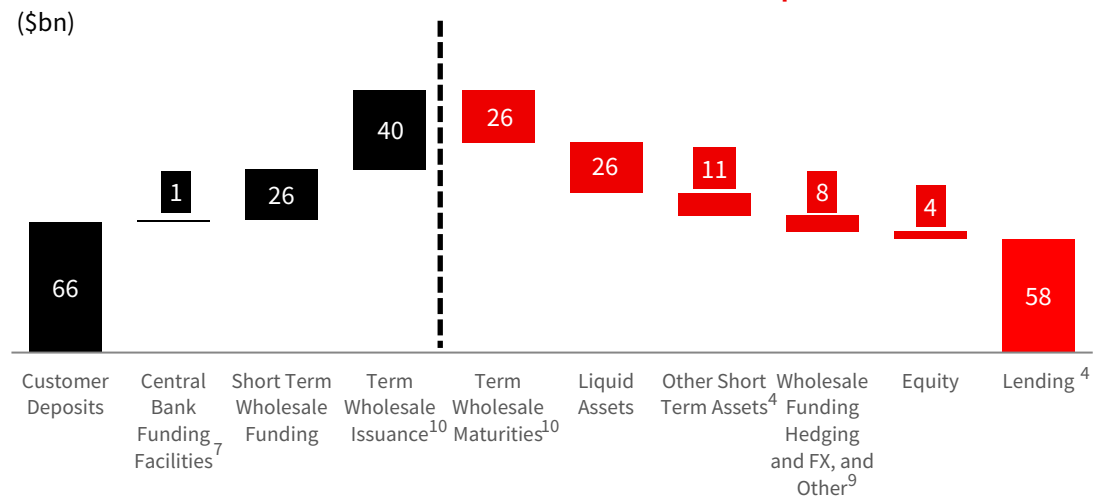 ($bn)
40
26
26
11
1
26
8
4
66
58
Customer Deposits
Central Bank Funding Facilities7
Short Term Wholesale Funding
Term Wholesale Issuance10
Term Wholesale Maturities10
Liquid Assets
Other Short Term Assets4
Wholesale Funding Hedging and FX, and Other9
Equity
Lending 4